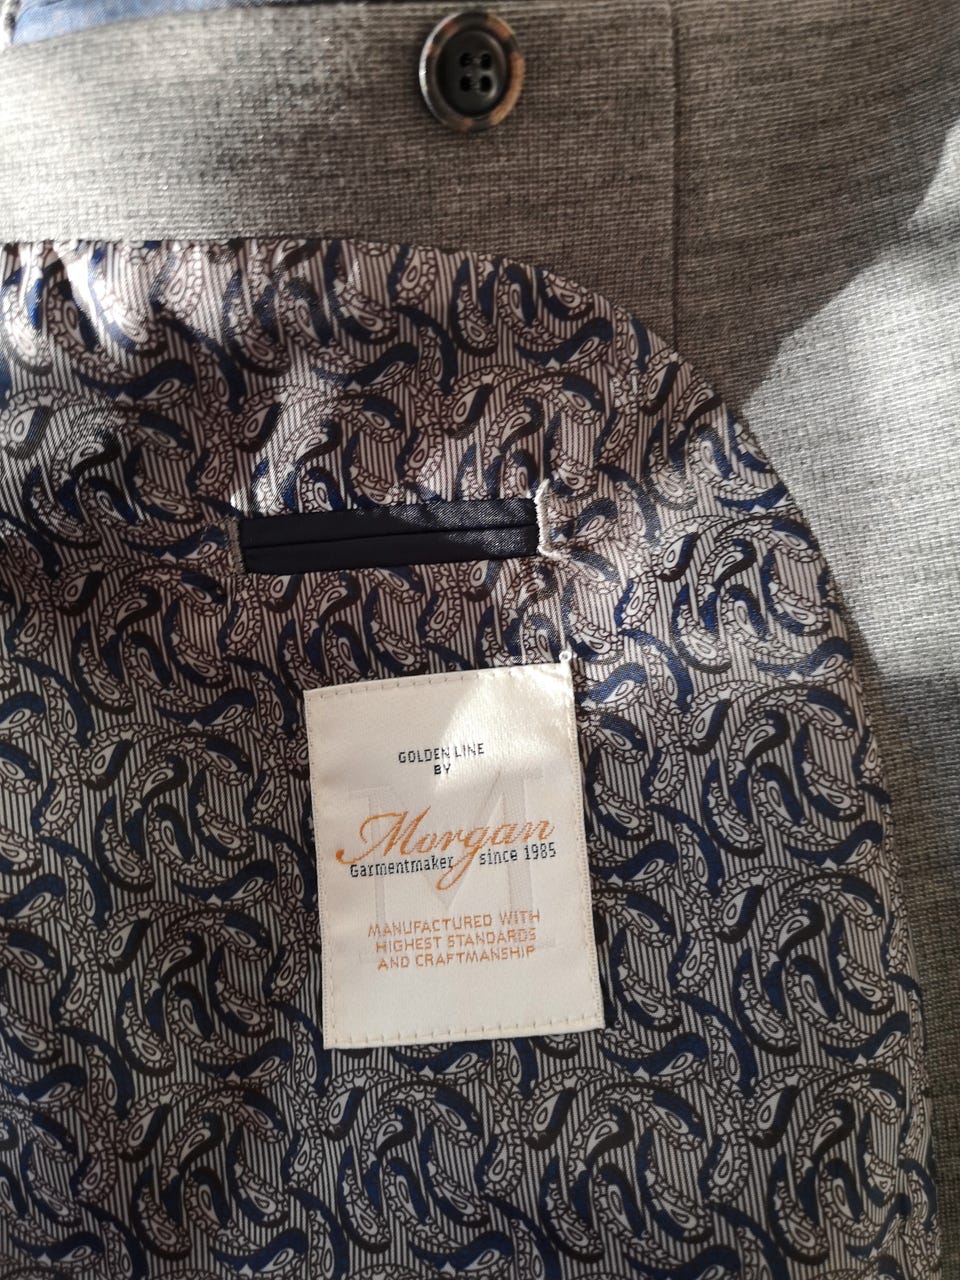 GOLDEN LINE
BY
Morgan
Garmentmaker since 1985
MANUFACTURED WITH
HIGHEST STANDARDS
AND CRAFTMANSHIP